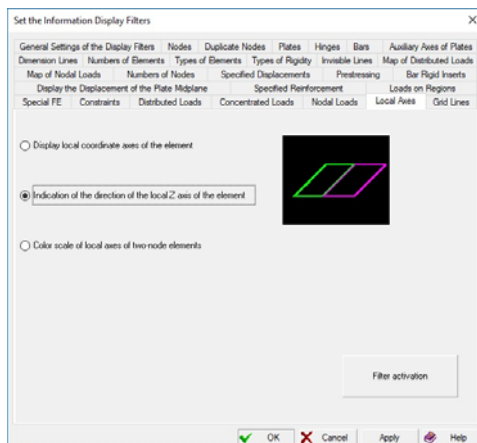 Set the Information Display Filters
General Settings of the Display Filters Nodes Duplicate Nodes Plates Hinges Bars Auxiliary Axes of Plates
Dimension Lines Numbers of Elements Types of Elements Types of Rigidity Invisible Lines Map of Distributed Loads
Map of Nodal Loads Numbers of Nodes Specified Displacements Prestressing Bar Rigid Inserts
Display the Displacement of the Plate Midplane Specified Reinforcement Loads on Regions
Special FE Constraints Distributed Loads Concentrated Loads Nodal Loads Local Axes Grid Lines
Display local coordinate axes of the element
Indication of the direction of the local Z axis of the element
Color scale of local axes of two-node elements
Filter activation
OK Cancel Apply Help